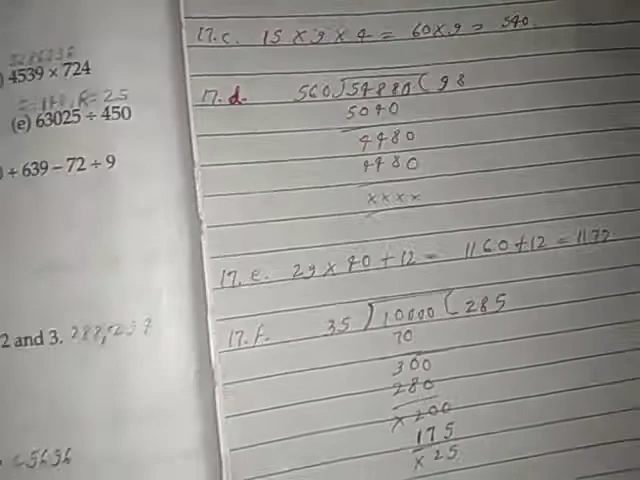 3286236
) 4539 × 724
R=25
(e) 63025 ÷ 450
) + 639 − 72 ÷ 9
2 and 3.
17.c. 15 × 9 × 4 = 60 × 9 = 540.
17.d. 560)54880(98
5040
4480
4480
××××
17.e. 29 × 40 + 12 = 1160 + 12 = 1172
17.f. 35)10000(285
70
300
280
×200
175
×25